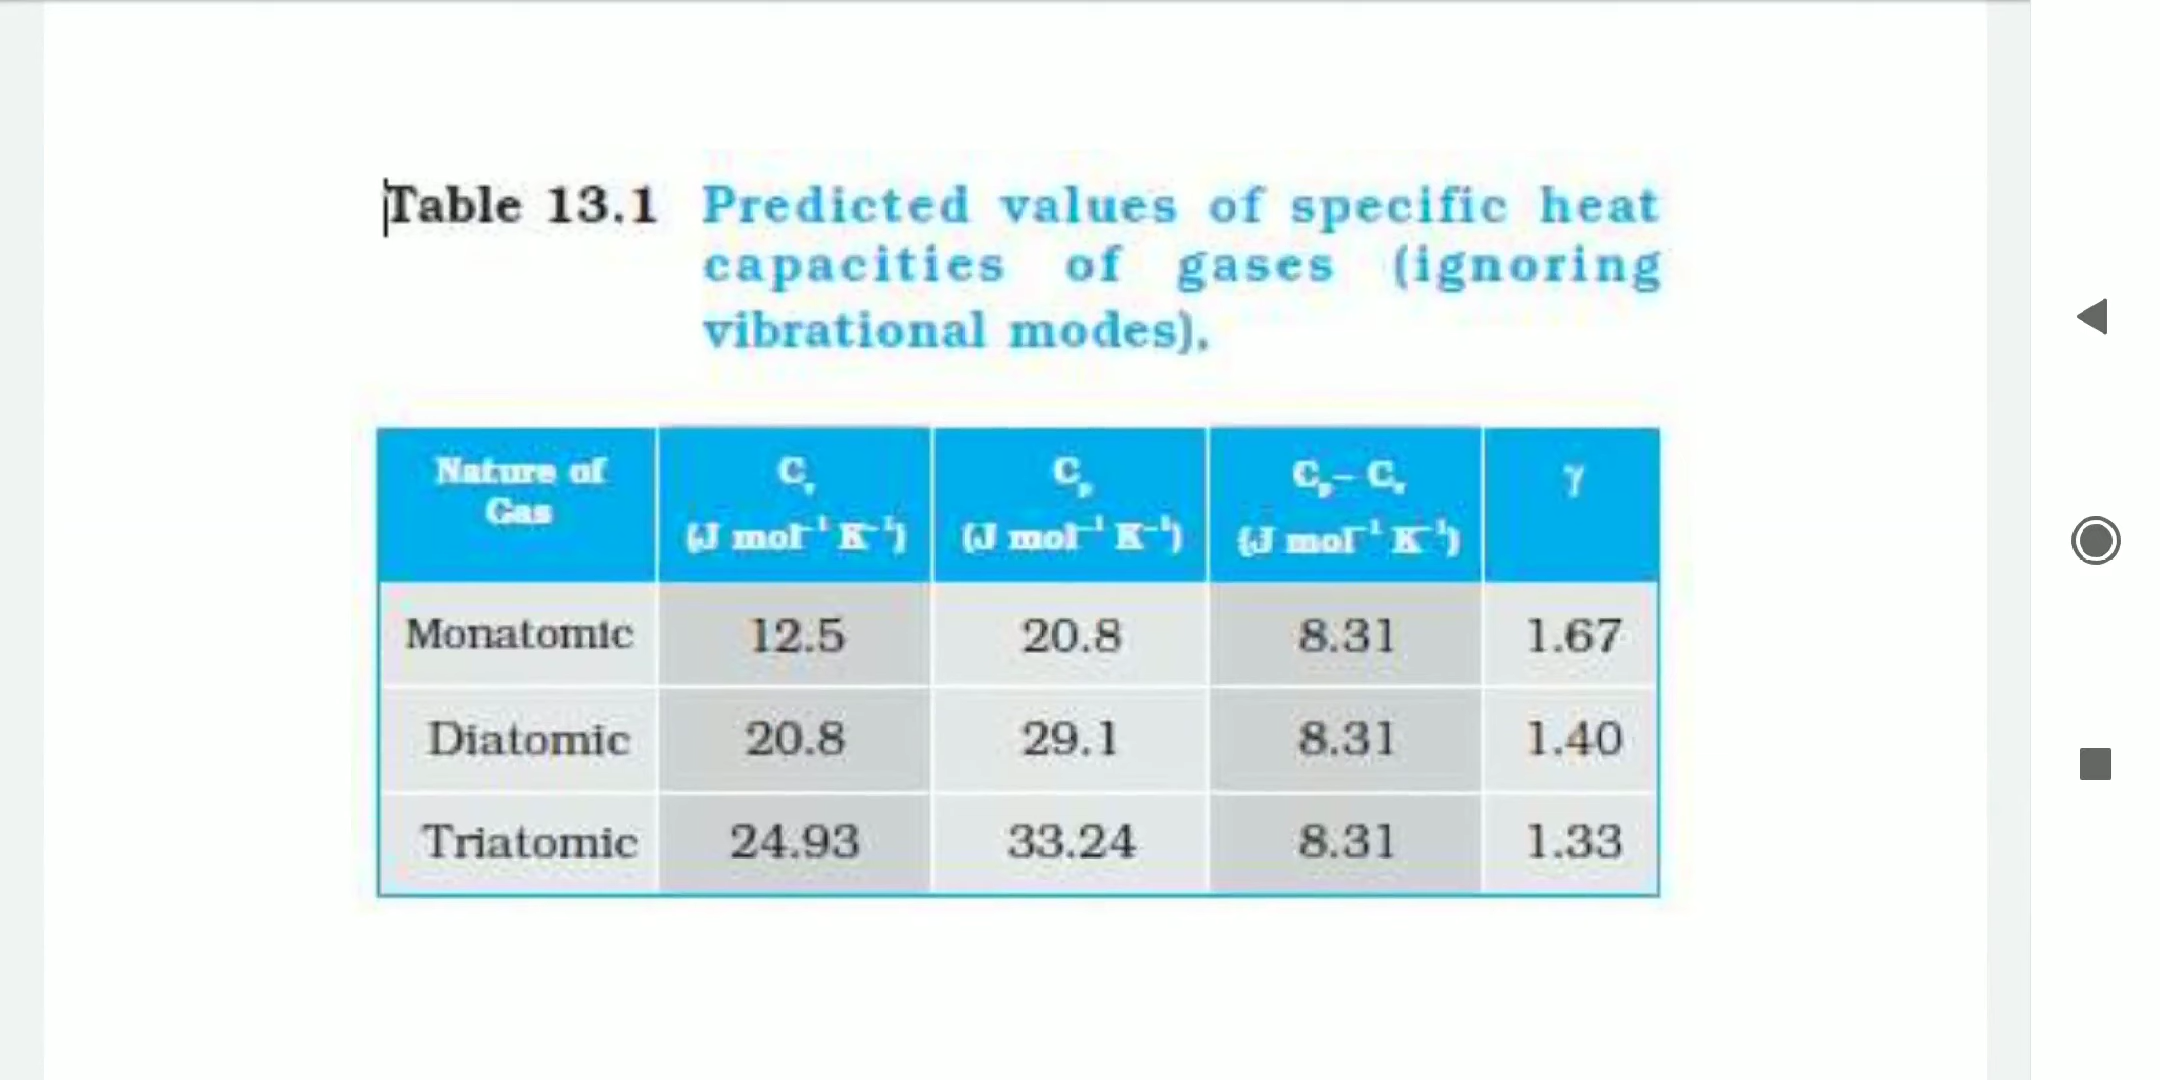 Table 13.1 Predicted values of specific heat
capacities of gases (ignoring
vibrational modes).
Nature of Gas Cᵥ (J mol⁻¹ K⁻¹) Cₚ (J mol⁻¹ K⁻¹) Cₚ – Cᵥ (J mol⁻¹ K⁻¹) γ
Monatomic 12.5 20.8 8.31 1.67
Diatomic 20.8 29.1 8.31 1.40
Triatomic 24.93 33.24 8.31 1.33